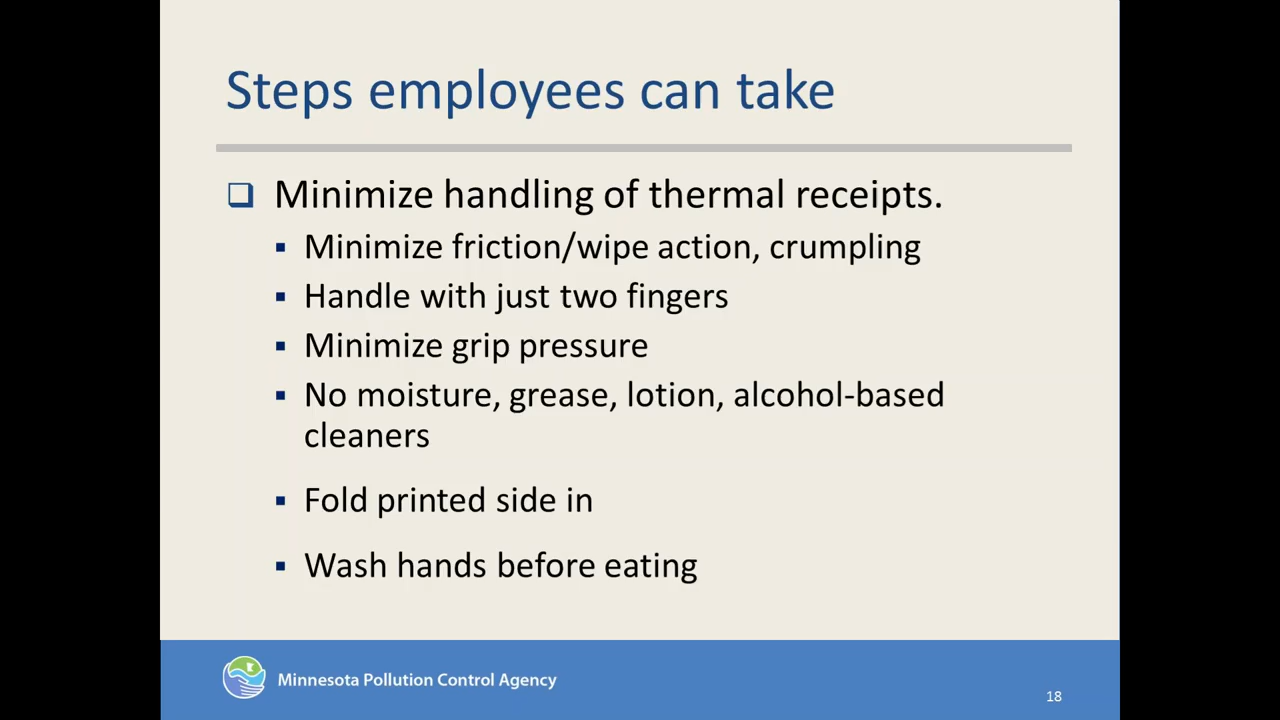 Steps employees can take
❑ Minimize handling of thermal receipts.
▪ Minimize friction/wipe action, crumpling
▪ Handle with just two fingers
▪ Minimize grip pressure
▪ No moisture, grease, lotion, alcohol-based
cleaners
▪ Fold printed side in
▪ Wash hands before eating
Minnesota Pollution Control Agency
18